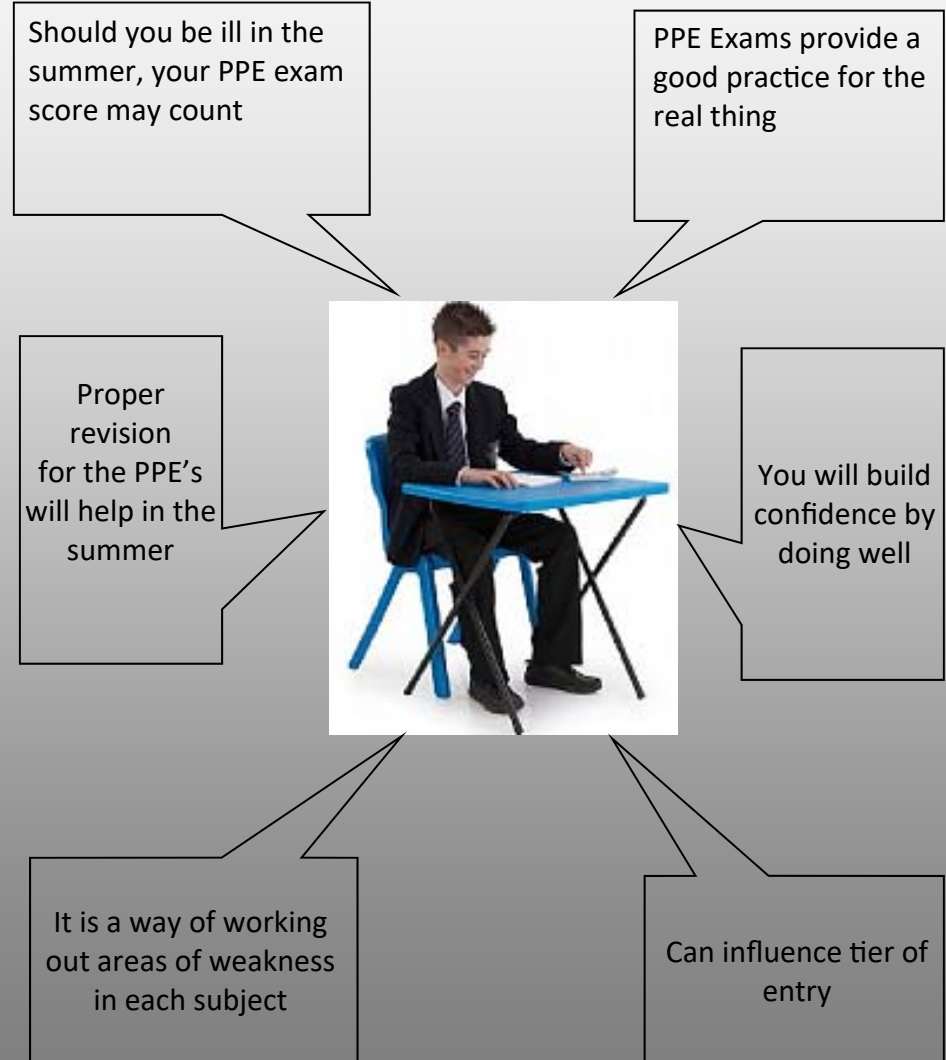 Should you be ill in the
summer, your PPE exam
score may count
PPE Exams provide a
good practice for the
real thing
Proper
revision
for the PPE’s
will help in the
summer
You will build
confidence by
doing well
It is a way of working
out areas of weakness
in each subject
Can influence tier of
entry